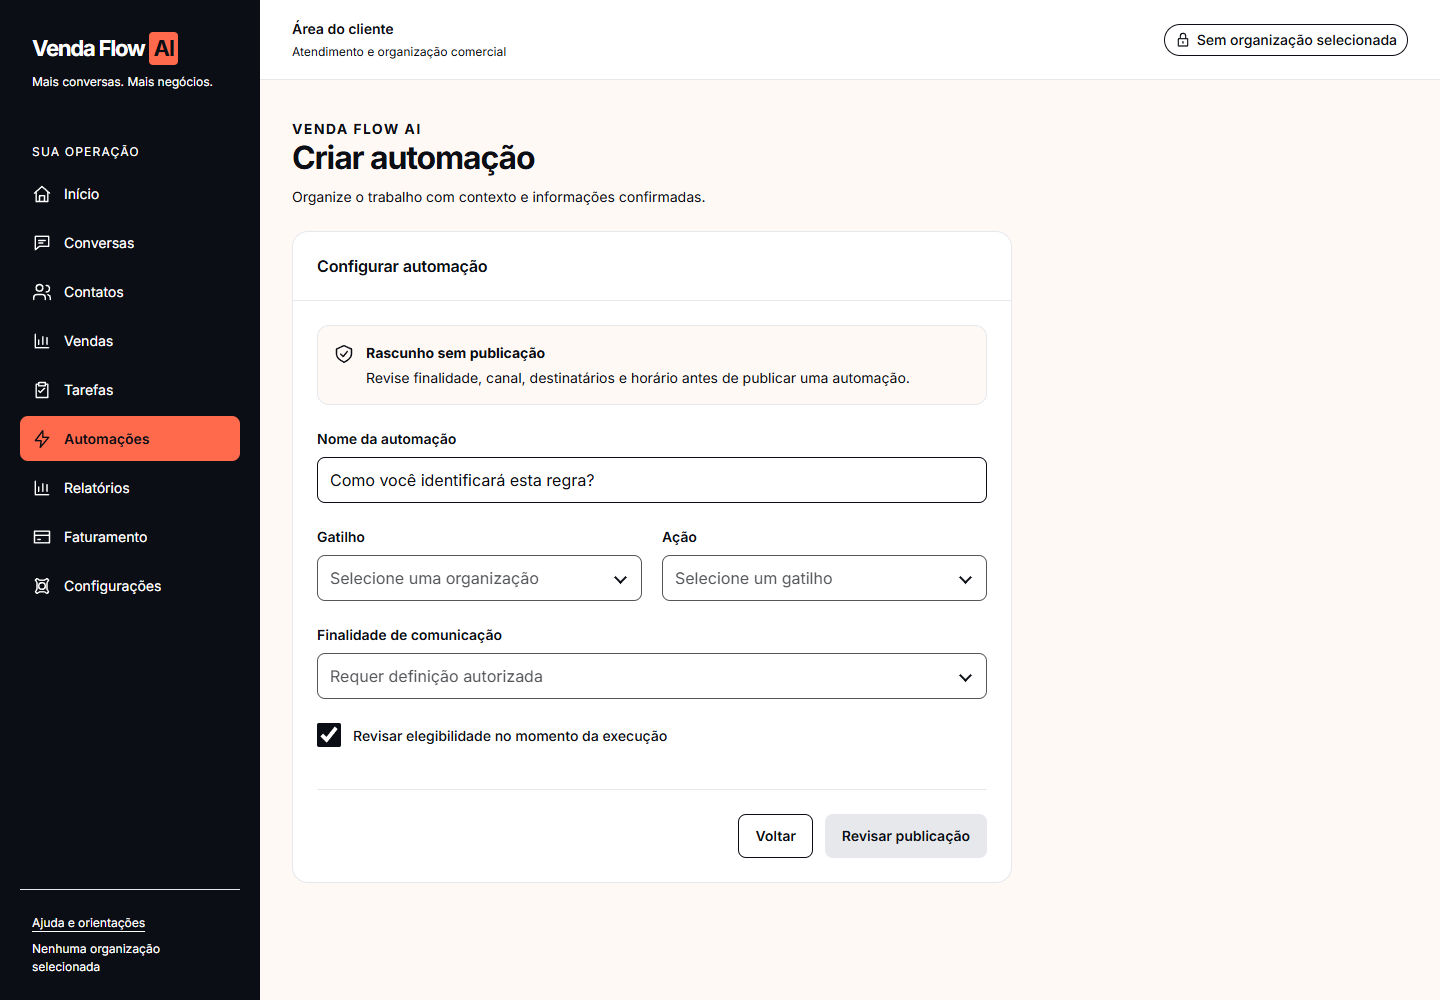 Venda Flow AI
Mais conversas. Mais negócios.
SUA OPERAÇÃO
Início
Conversas
Contatos
Vendas
Tarefas
Automações
Relatórios
Faturamento
Configurações
Ajuda e orientações
Nenhuma organização
selecionada
Área do cliente
Atendimento e organização comercial
Sem organização selecionada
VENDA FLOW AI
Criar automação
Organize o trabalho com contexto e informações confirmadas.
Configurar automação
Rascunho sem publicação
Revise finalidade, canal, destinatários e horário antes de publicar uma automação.
Nome da automação
Como você identificará esta regra?
Gatilho
Ação
Selecione uma organização
Selecione um gatilho
Finalidade de comunicação
Requer definição autorizada
Revisar elegibilidade no momento da execução
Voltar
Revisar publicação